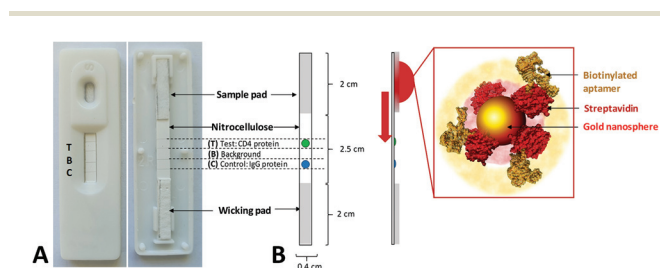 T
B
C
A
Sample pad
Nitrocellulose
(T) Test: CD4 protein
(B) Background
(C) Control: IgG protein
Wicking pad
B
2 cm
2.5 cm
2 cm
0.4 cm
Biotinylated
aptamer
Streptavidin
Gold nanosphere